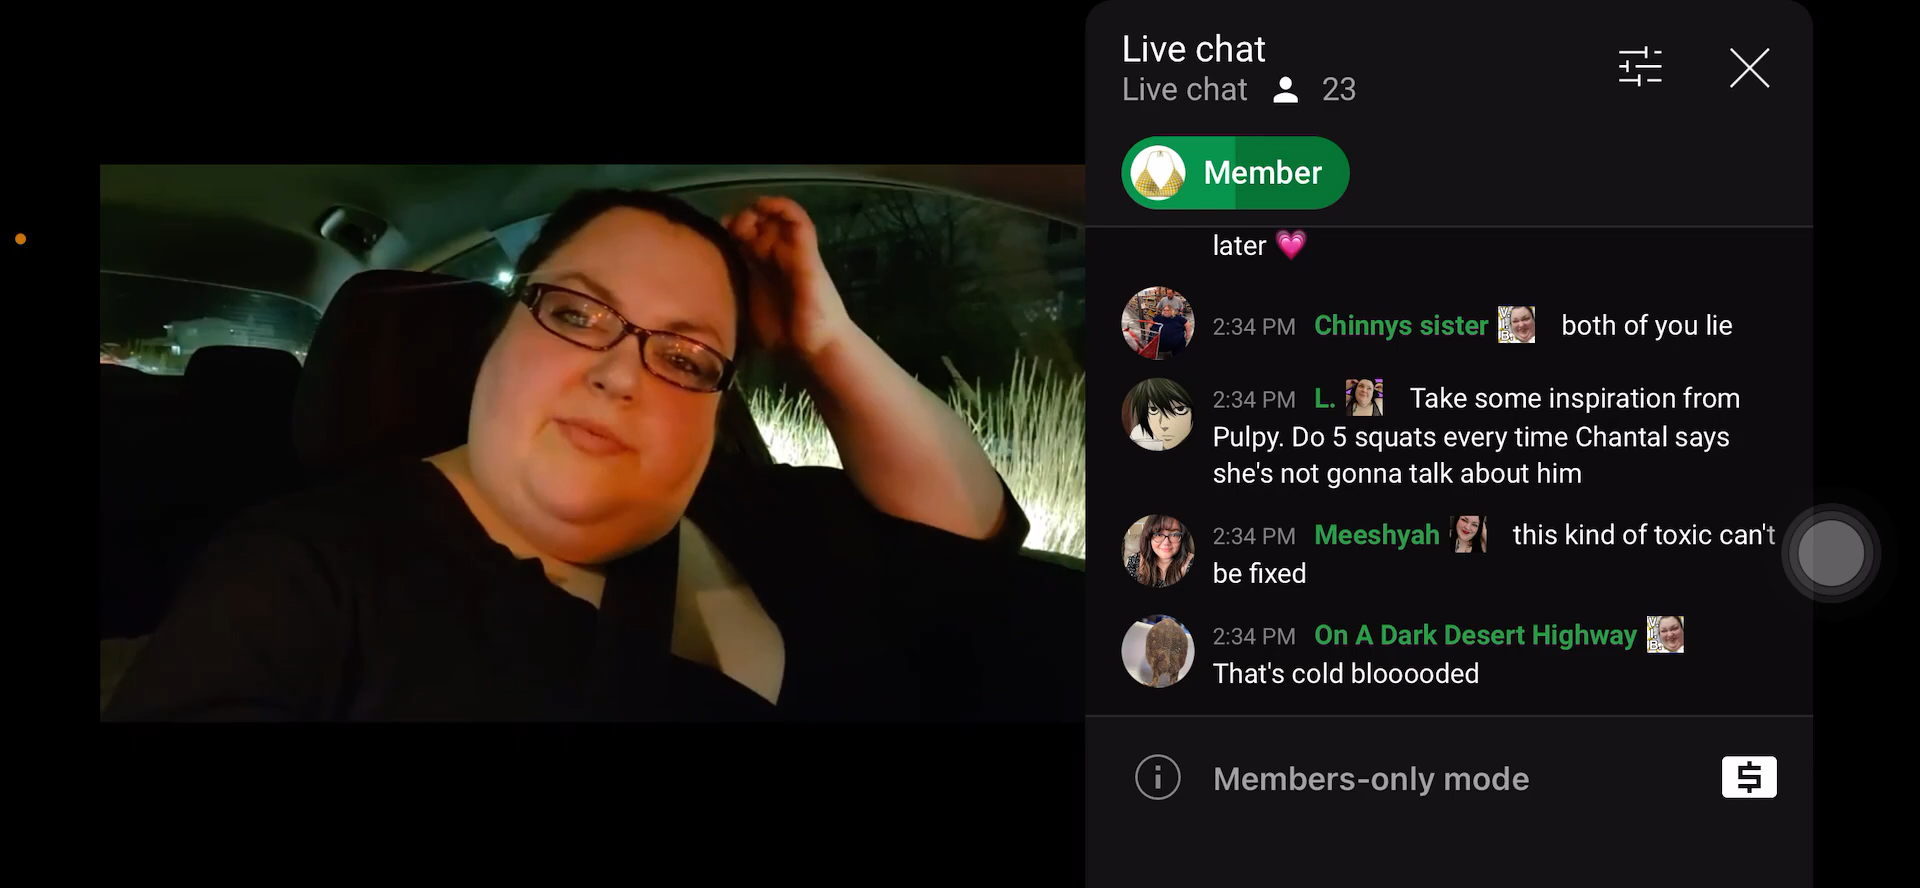 Live chat
Live chat 23
Member
later
2:34 PM Chinnys sister both of you lie
2:34 PM L. Take some inspiration from
Pulpy. Do 5 squats every time Chantal says
she's not gonna talk about him
2:34 PM Meeshyah this kind of toxic can't
be fixed
2:34 PM On A Dark Desert Highway
That's cold blooooded
Members-only mode
$